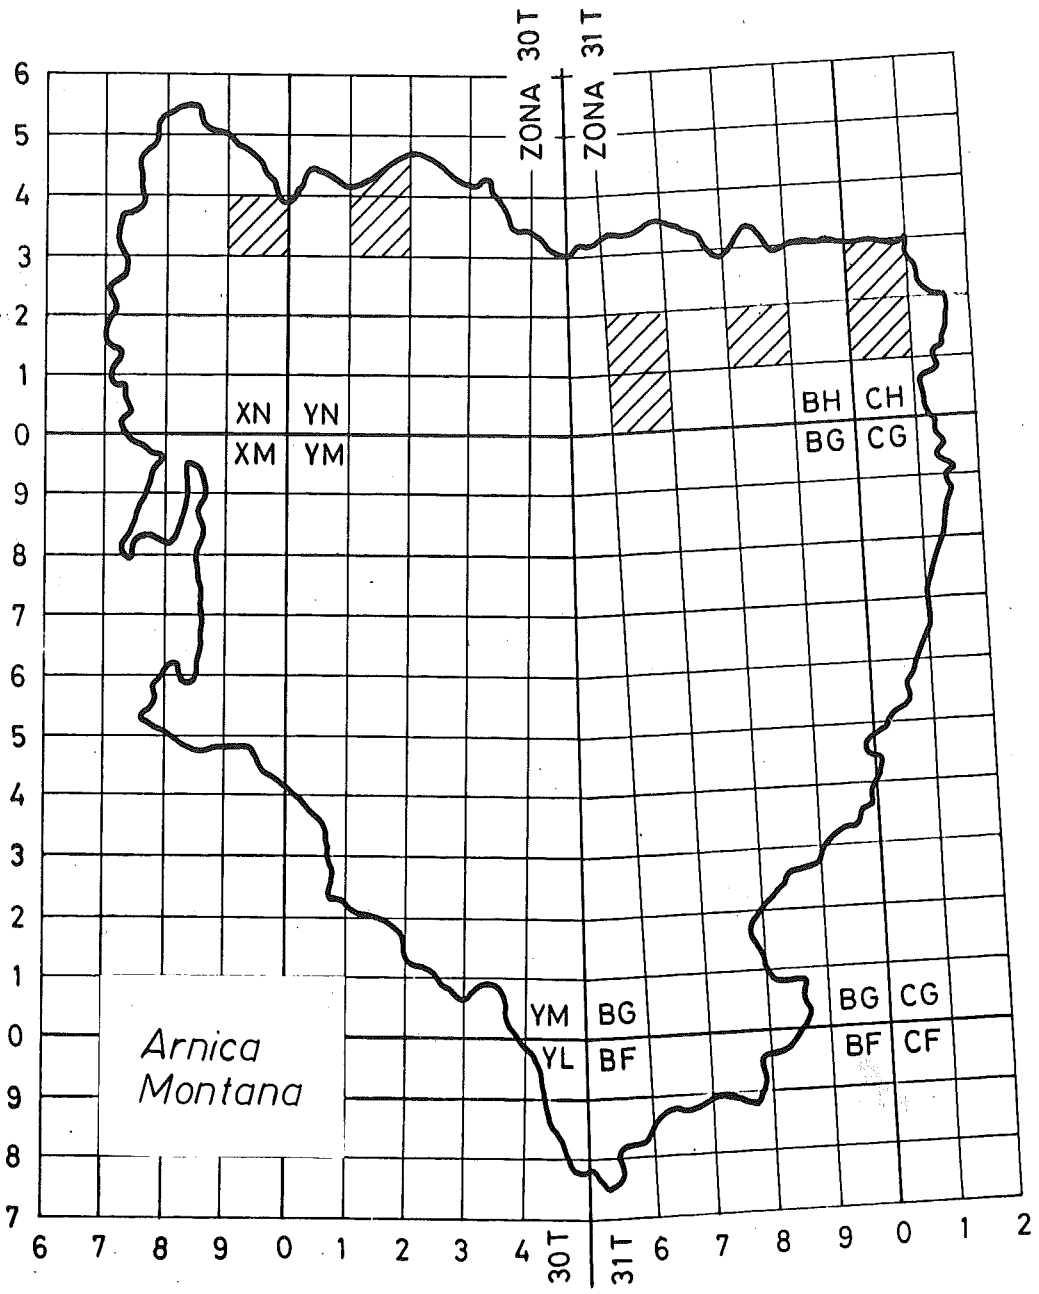 ZONA 30T
ZONA 31T
6
5
4
3
2
1
0
9
8
7
6
5
4
3
2
1
0
9
8
7
XN YN
XM YM
BH CH
BG CG
YM BG
YL BF
BG CG
BF CF
Arnica
Montana
6 7 8 9 0 1 2 3 4 30T 31T 6 7 8 9 0 1 2